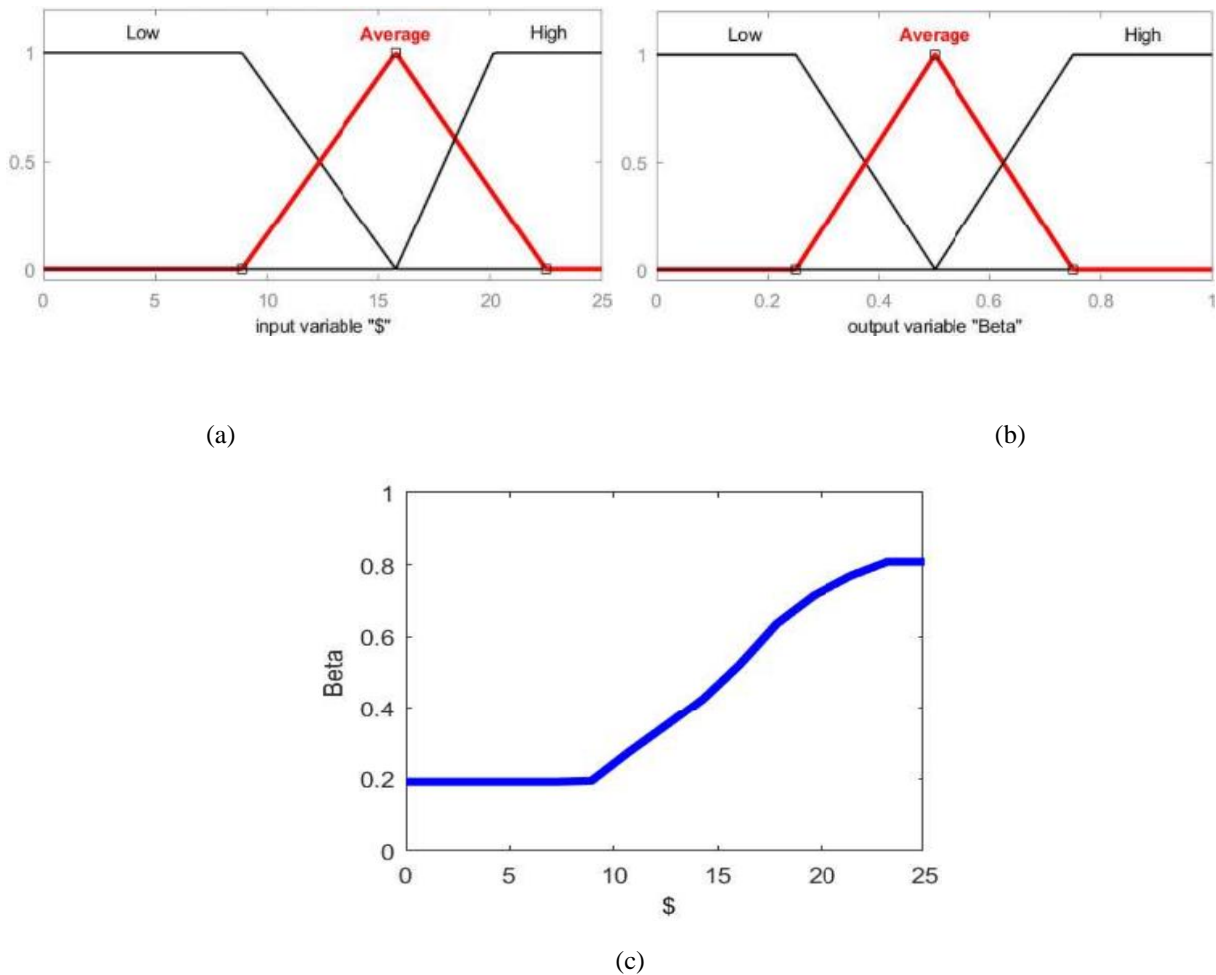 Low Average High
1
0.5
0
0 5 10 15 20 25
input variable "$"
Low Average High
1
0.5
0
0 0.2 0.4 0.6 0.8 1
output variable "Beta"
(a) (b)
1
0.8
0.6
0.4
0.2
0
Beta
0 5 10 15 20 25
$
(c)